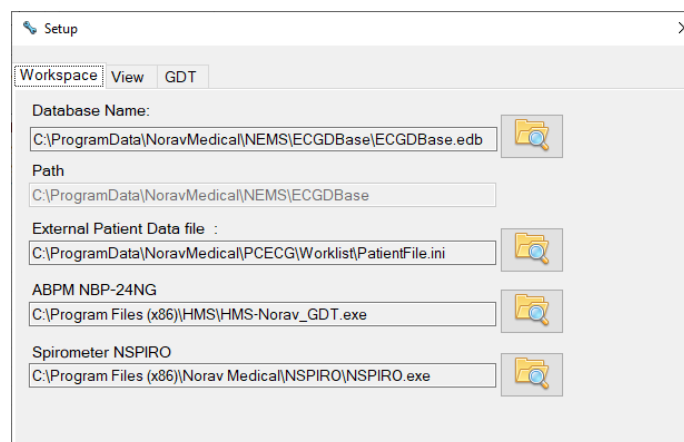 Setup
Workspace View GDT
Database Name:
C:\ProgramData\NoravMedical\NEMS\ECGDBase\ECGDBase.edb
Path
C:\ProgramData\NoravMedical\NEMS\ECGDBase
External Patient Data file :
C:\ProgramData\NoravMedical\PCECG\Worklist\PatientFile.ini
ABPM NBP-24NG
C:\Program Files (x86)\HMS\HMS-Norav_GDT.exe
Spirometer NSPIRO
C:\Program Files (x86)\Norav Medical\NSPIRO\NSPIRO.exe